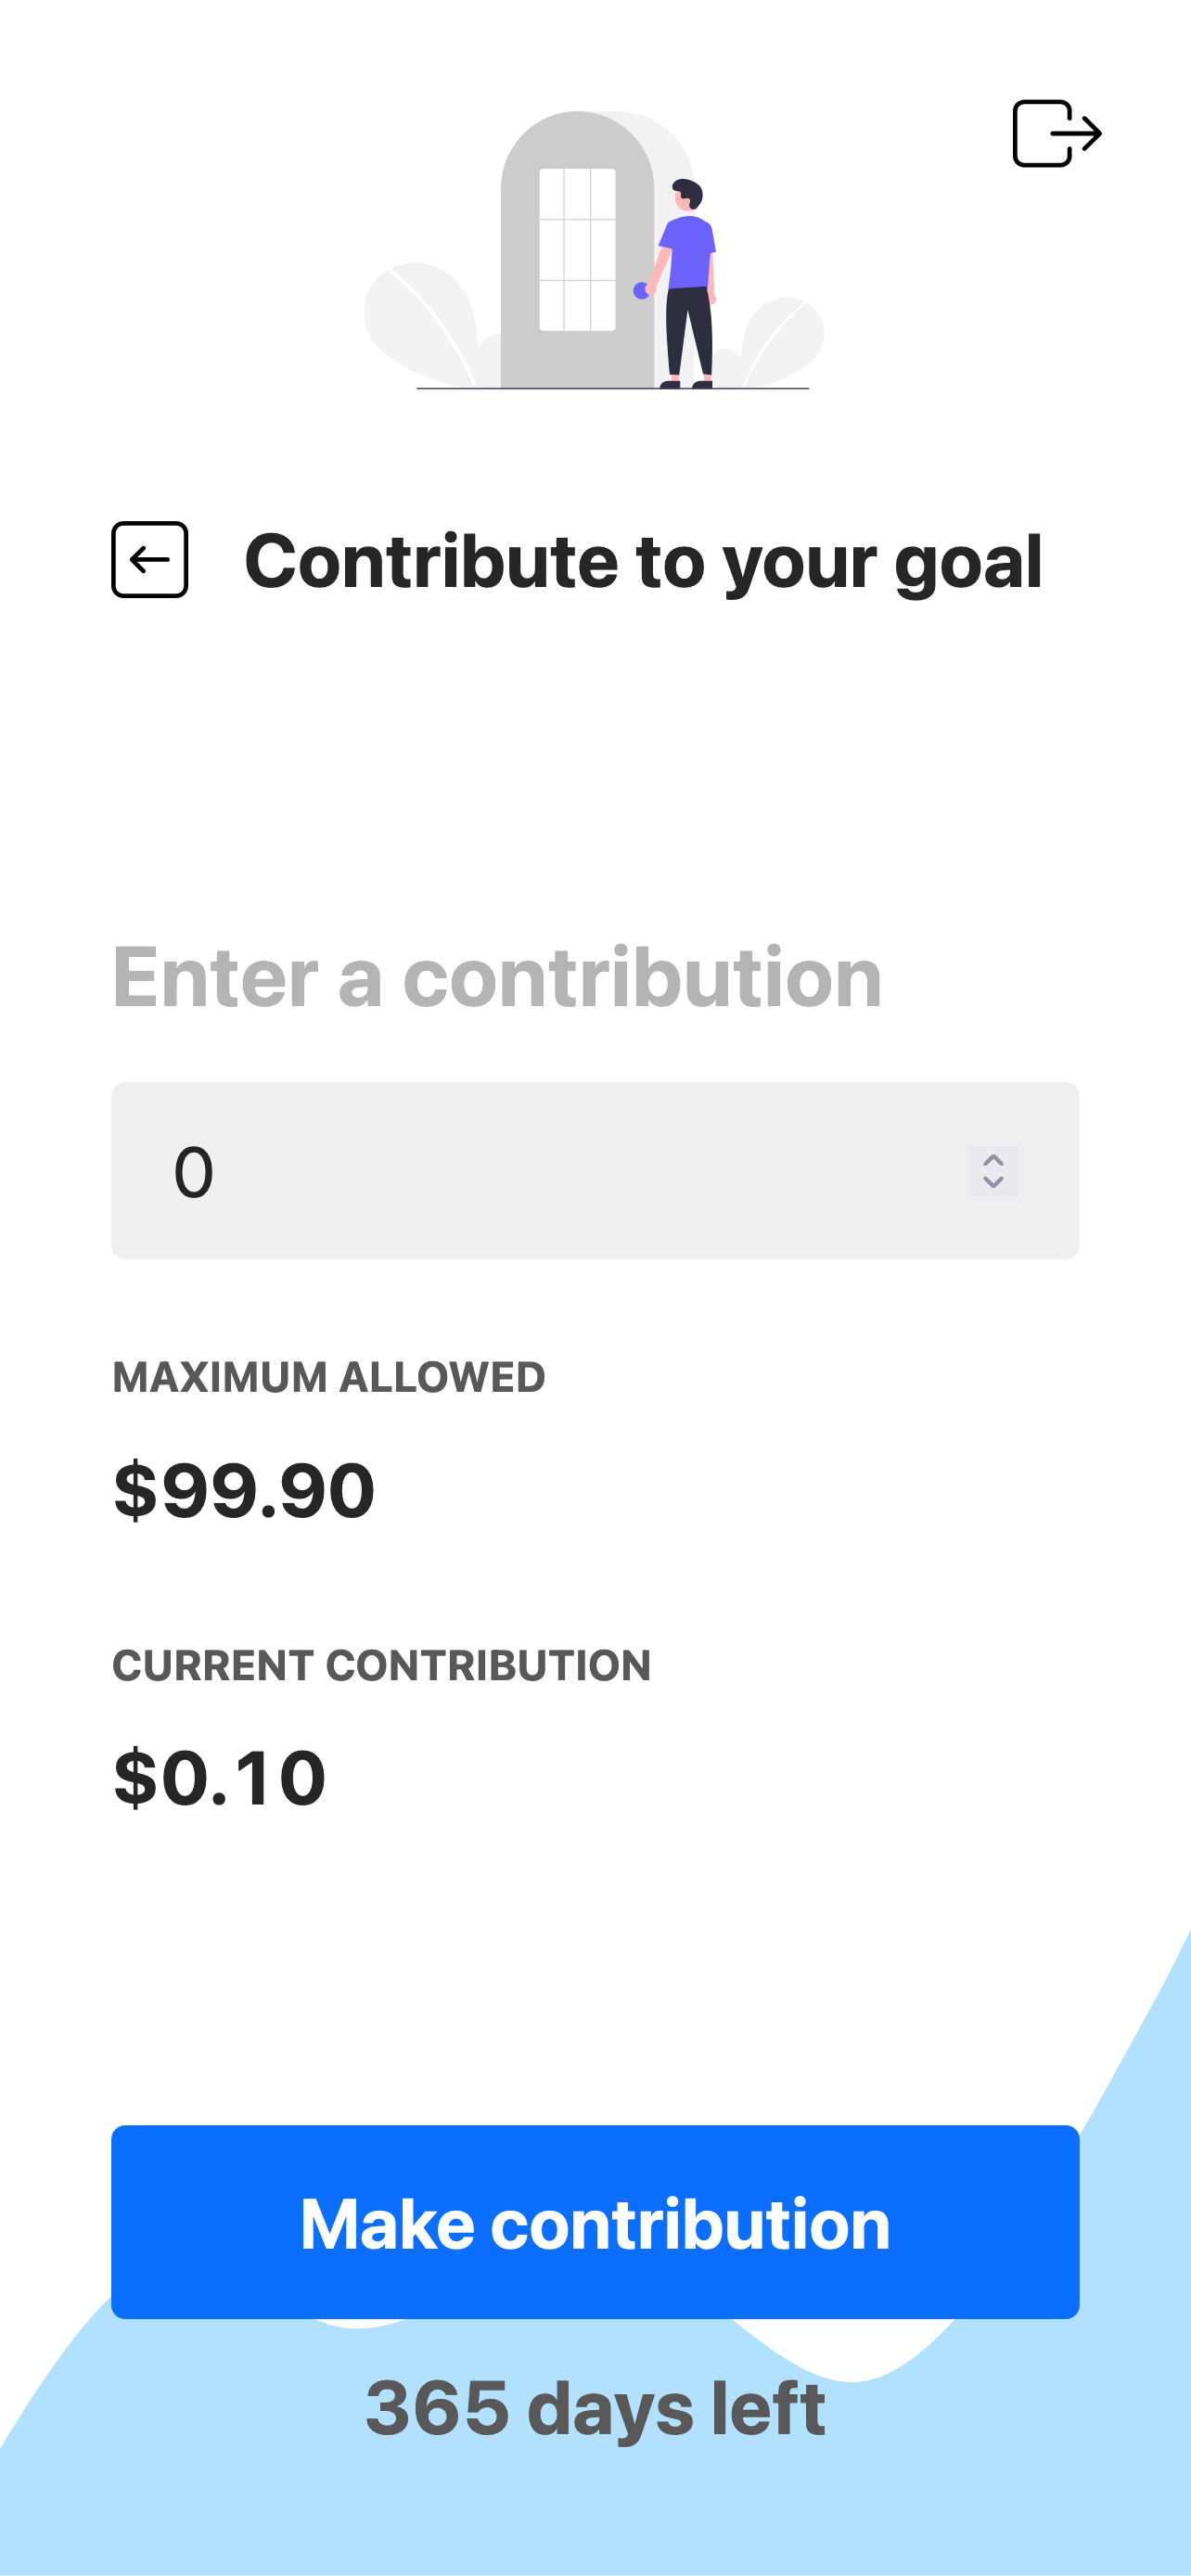 Contribute to your goal
Enter a contribution
0
MAXIMUM ALLOWED
$99.90
CURRENT CONTRIBUTION
$0.10
Make contribution
365 days left